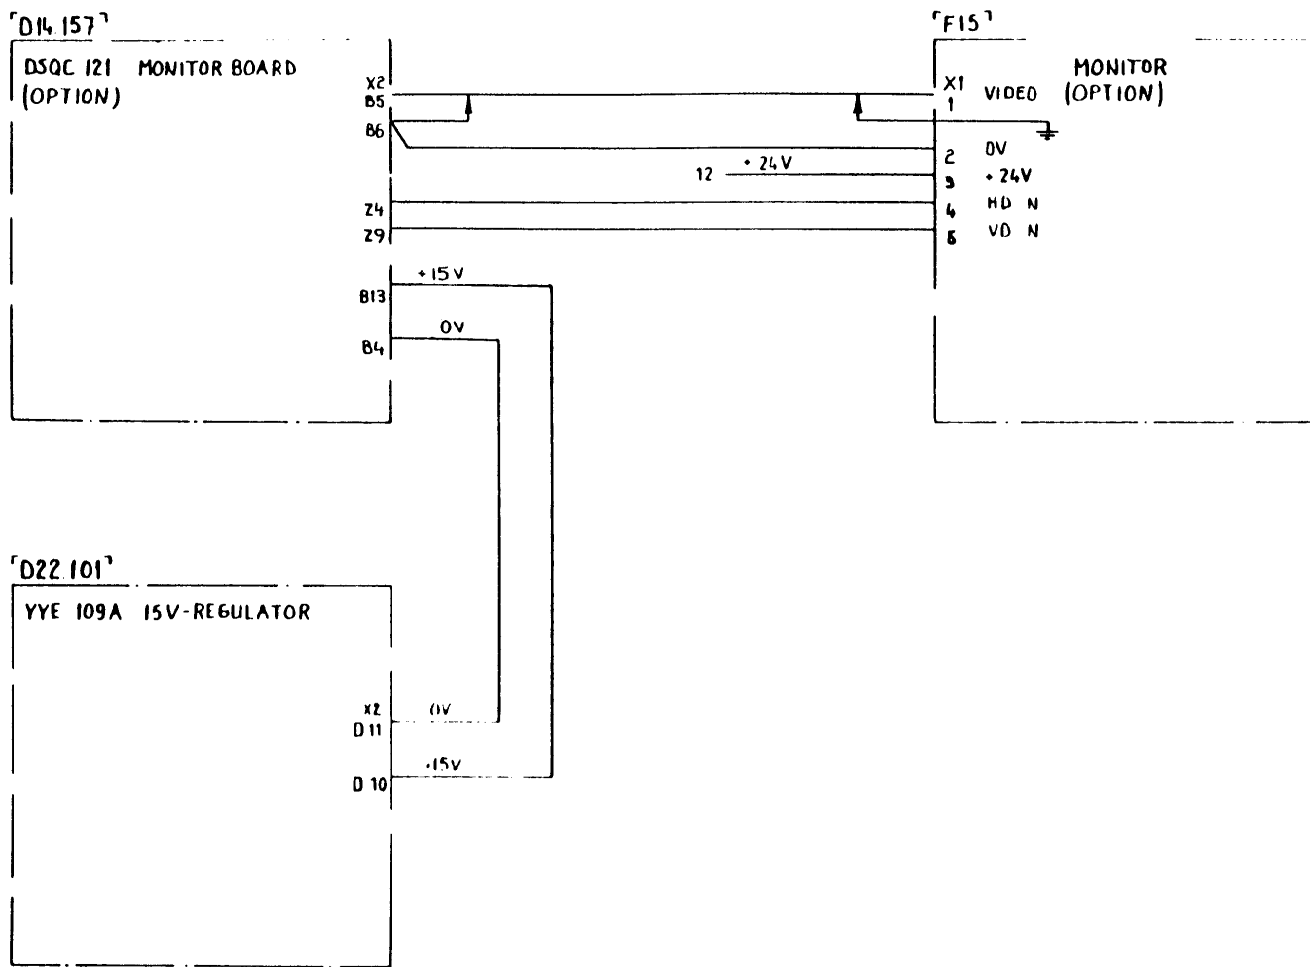 D14.157
DSQC 121 MONITOR BOARD
(OPTION)
X2
B5
B6
Z4
Z9
+15V
B13
0V
B4
12
+24V
F15
MONITOR
(OPTION)
X1
1 VIDEO
2 0V
3 +24V
4 HD N
5 VD N
D22.101
YYE 109A 15V-REGULATOR
X2
D11
0V
D10
+15V